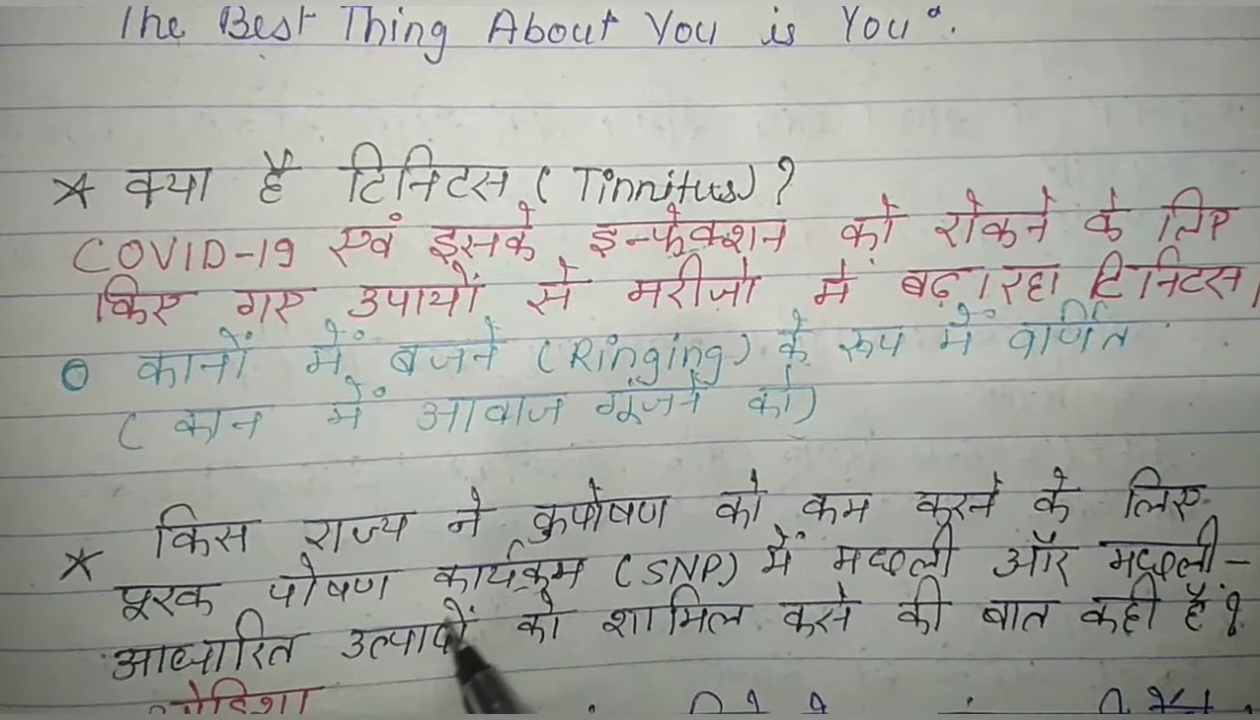 The Best Thing About You is You".
* क्या है टिनिटस (Tinnitus) ?
COVID-19 एवं इसके इन्फेक्शन को रोकने के लिए
किए गए उपायों से मरीजो में बढ़ा रहा टिनिटस
० कानों में बजने (Ringing) के रूप में वर्णित
( कान में आवाज गूंजने को)
* किस राज्य ने कुपोषण को कम करने के लिए
पूरक पोषण कार्यक्रम (SNP) में मछली और मछली-
आधारित उत्पादों को शामिल करने की बात कही है?
ओडिशा